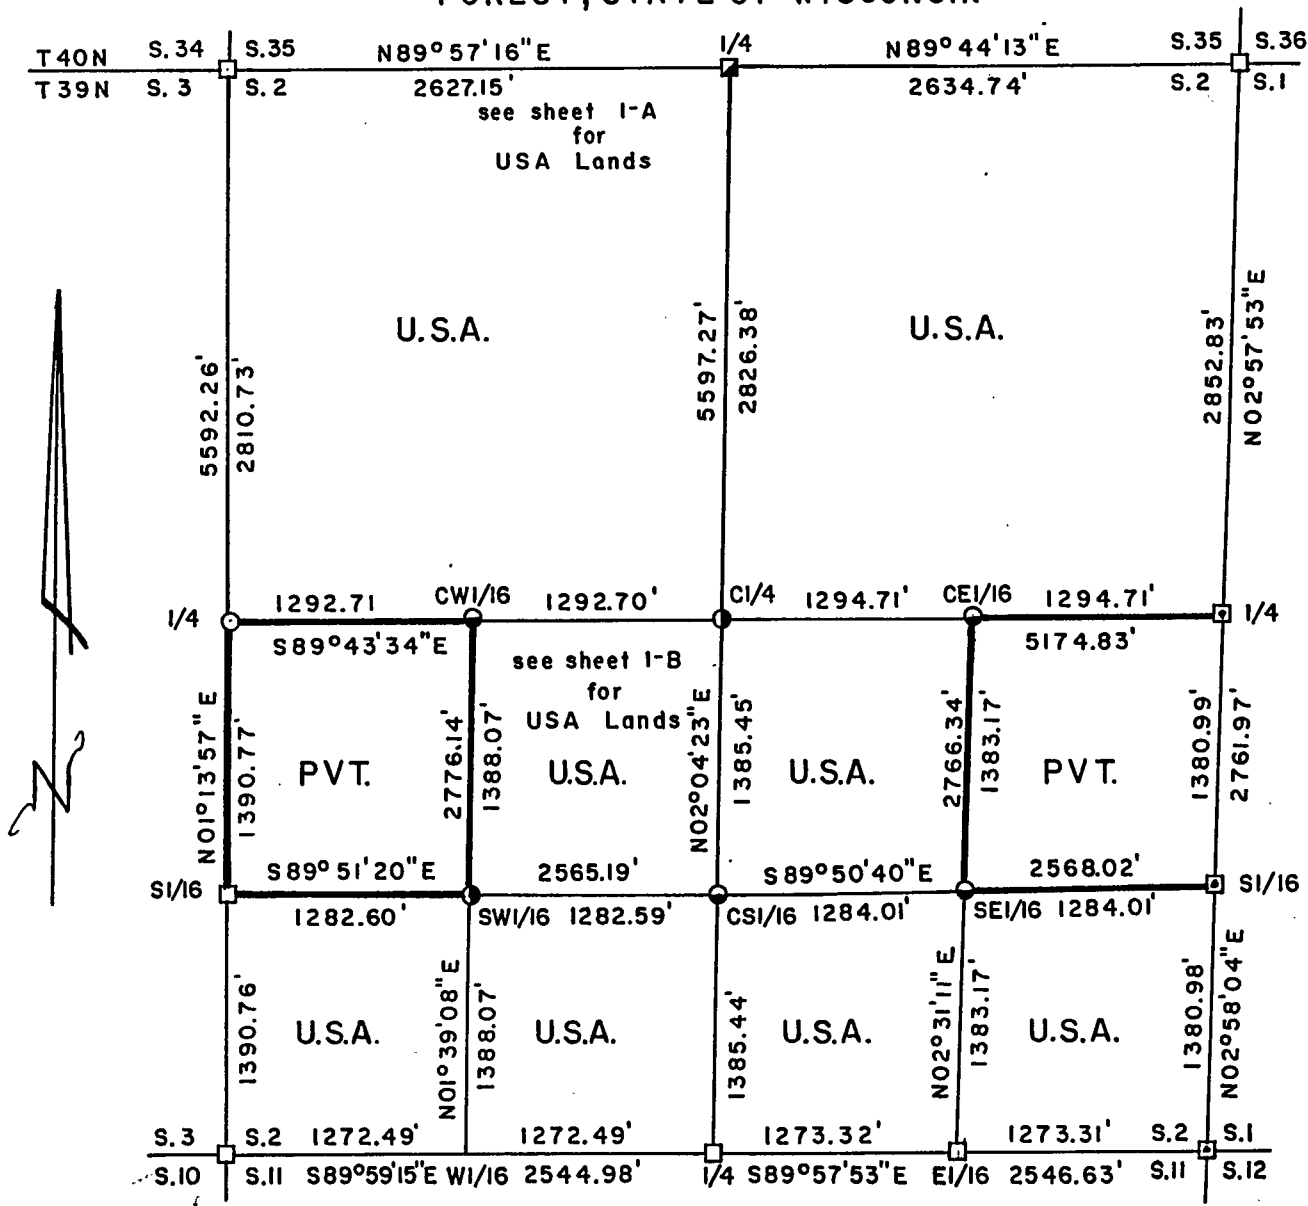 T40N S.34 S.35 N89°57'16"E 1/4 N89°44'13"E S.35 S.36
T39N S. 3 S. 2 2627.15' 2634.74' S.2 S.1
see sheet 1-A
for
USA Lands
U.S.A. U.S.A.
5592.26'
2810.73'
5597.27'
2826.38'
2852.83'
N02°57'53"E
1/4 1292.71 CW1/16 1292.70' C1/4 1294.71' CE1/16 1294.71' 1/4
S89°43'34"E 5174.83'
see sheet 1-B
for
USA Lands
N01°13'57"E
1390.77'
PVT.
2776.14'
1388.07'
U.S.A.
N02°04'23"E
1385.45'
U.S.A.
2766.34'
1383.17'
PVT.
1380.99'
2761.97'
N
S1/16 S89°51'20"E 2565.19' S89°50'40"E 2568.02' S1/16
1282.60' SW1/16 1282.59' CS1/16 1284.01' SE1/16 1284.01'
1390.76'
U.S.A.
N01°39'08"E
1388.07'
U.S.A.
1385.44'
U.S.A.
N02°31'11"E
1383.17'
U.S.A.
1380.98'
N02°58'04"E
S.3 S.2 1272.49' 1272.49' 1273.32' 1273.31' S.2 S.1
S.10 S.11 S89°59'15"E W1/16 2544.98' 1/4 S89°57'53"E E1/16 2546.63' S.11 S.12